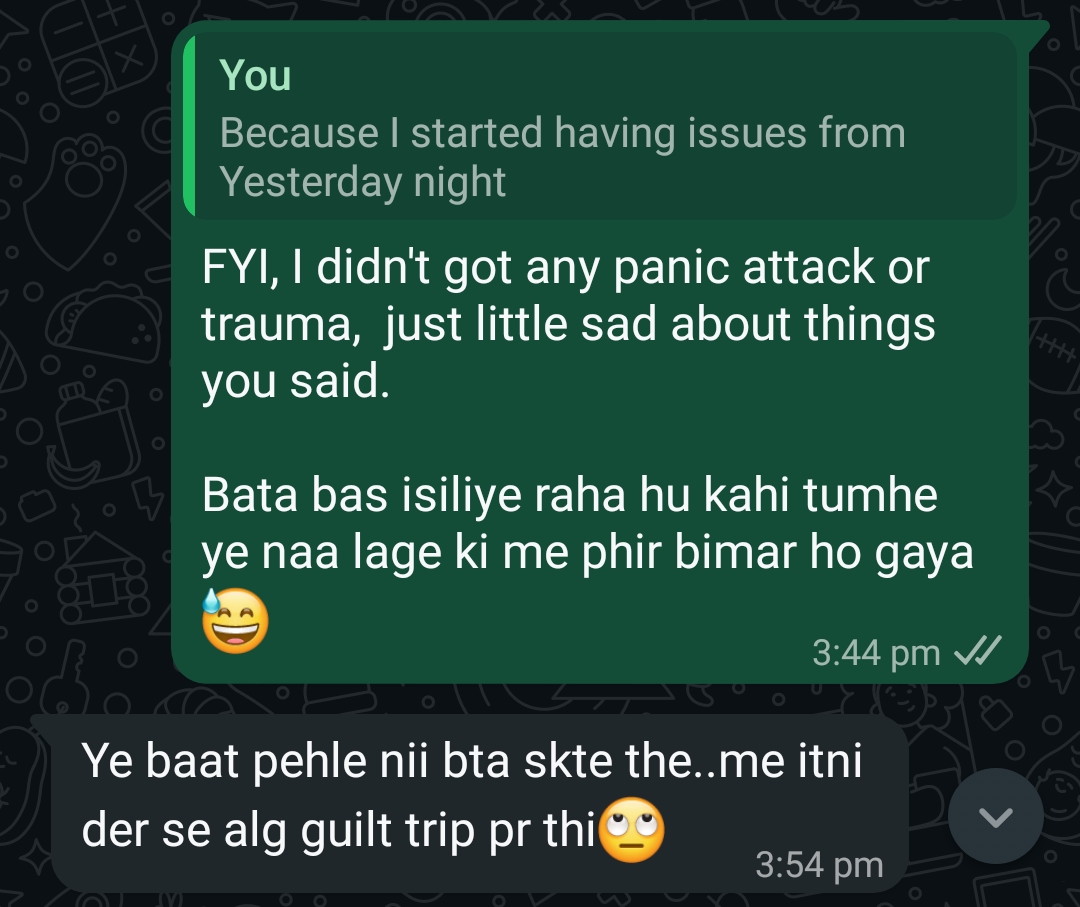 You
Because I started having issues from
Yesterday night
FYI, I didn't got any panic attack or
trauma,  just little sad about things
you said.
Bata bas isiliye raha hu kahi tumhe
ye naa lage ki me phir bimar ho gaya
😅
3:44 pm
Ye baat pehle nii bta skte the..me itni
der se alg guilt trip pr thi🙄
3:54 pm